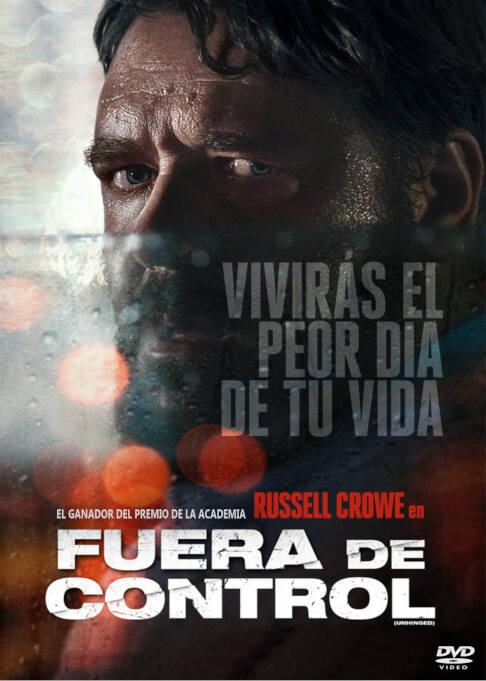 VIVIRÁS EL
PEOR DIA
DE TU VIDA
EL GANADOR DEL PREMIO DE LA ACADEMIA RUSSELL CROWE en
FUERA DE
CONTROL
(UNHINGED)
DVD
VIDEO